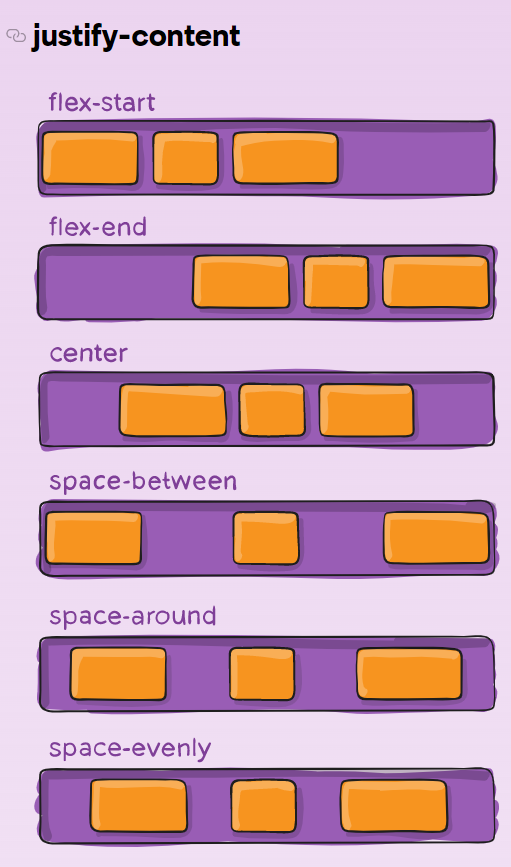 justify-content
flex-start
flex-end
center
space-between
space-around
space-evenly